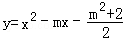 y=x² − mx − (m²+2)/2